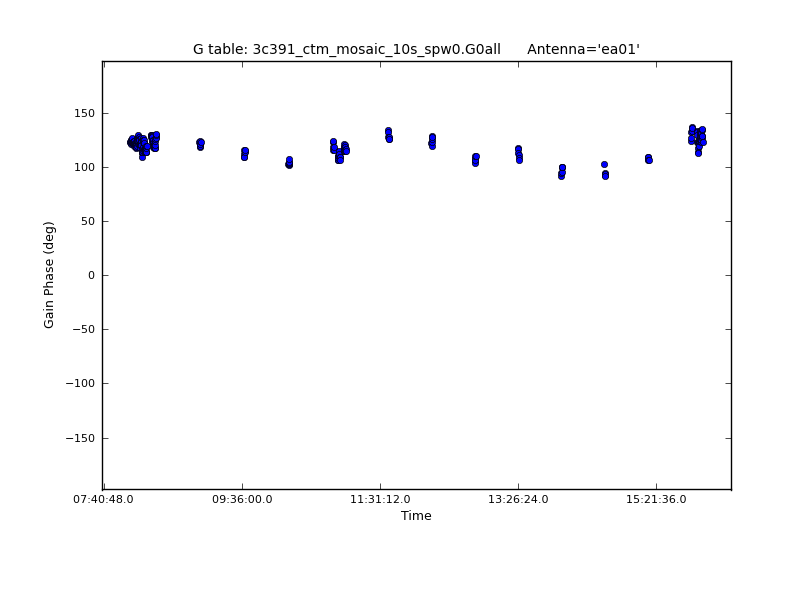 G table: 3c391_ctm_mosaic_10s_spw0.G0all      Antenna='ea01'
150
100
50
0
−50
−100
−150
Gain Phase (deg)
07:40:48.0 09:36:00.0 11:31:12.0 13:26:24.0 15:21:36.0
Time